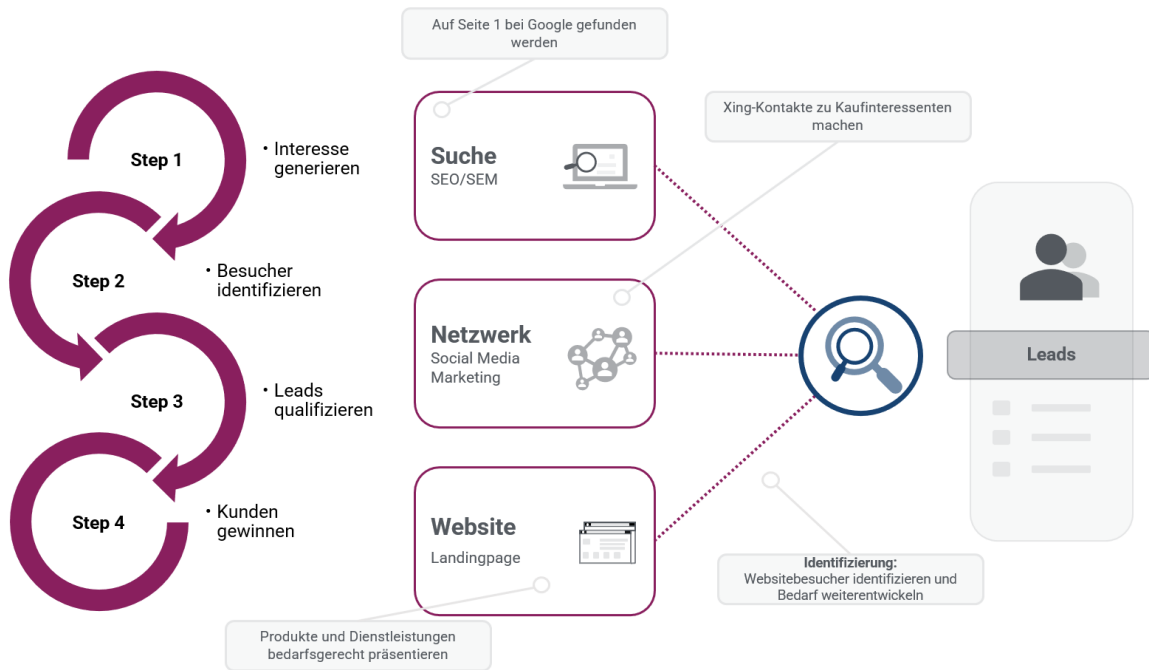 Auf Seite 1 bei Google gefunden
werden
Step 1
• Interesse
generieren
Step 2
• Besucher
identifizieren
Step 3
• Leads
qualifizieren
Step 4
• Kunden
gewinnen
Suche
SEO/SEM
Xing-Kontakte zu Kaufinteressenten
machen
Netzwerk
Social Media
Marketing
Website
Landingpage
Produkte und Dienstleistungen
bedarfsgerecht präsentieren
Identifizierung:
Websitebesucher identifizieren und
Bedarf weiterentwickeln
Leads